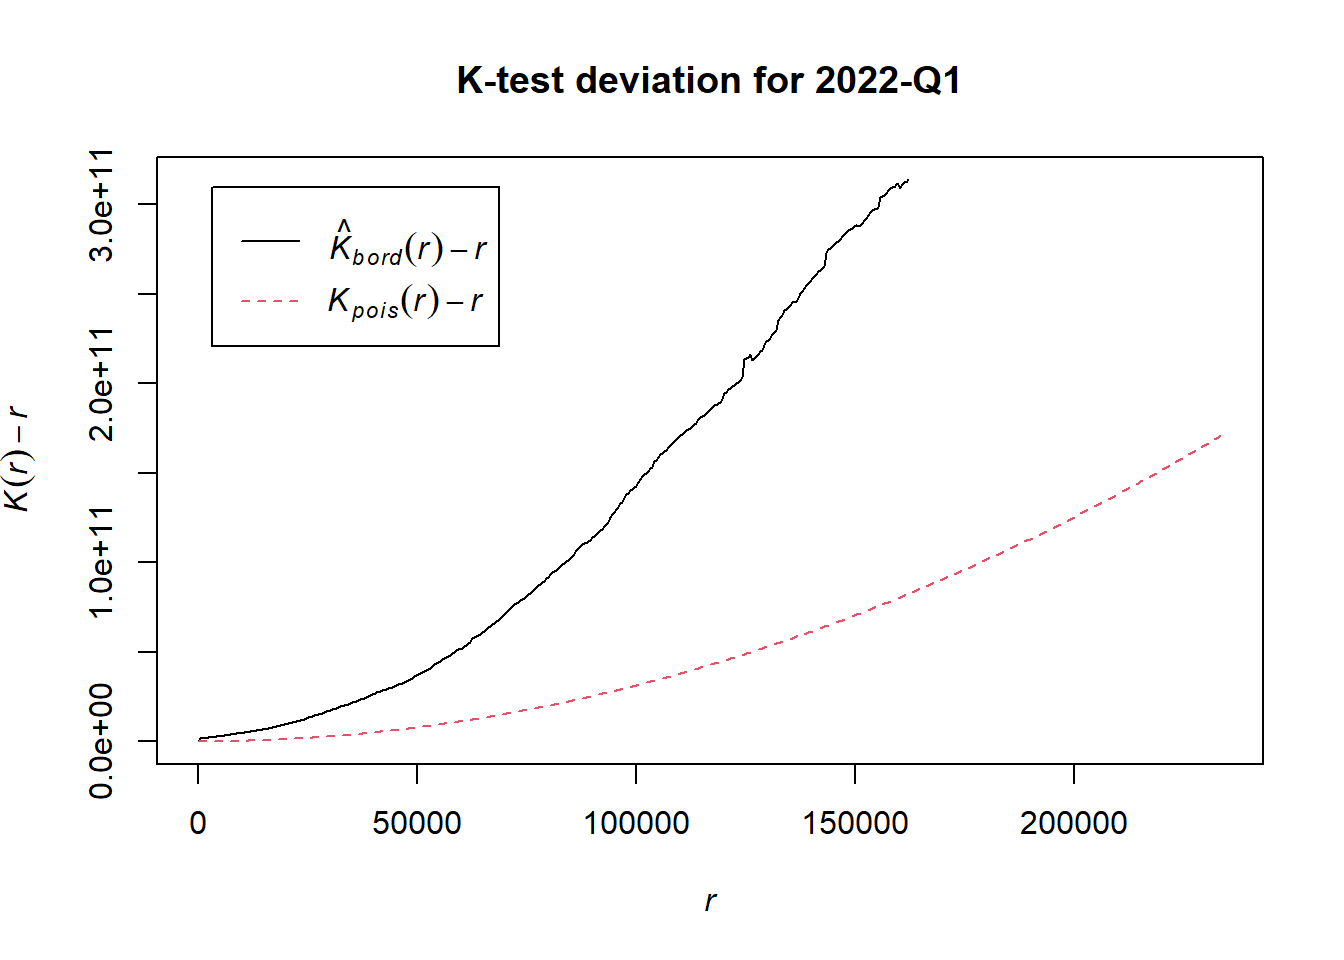 K-test deviation for 2022-Q1
K̂bord(r) − r
Kpois(r) − r
K(r) − r
3.0e+11
2.0e+11
1.0e+11
0.0e+00
0 50000 100000 150000 200000
r